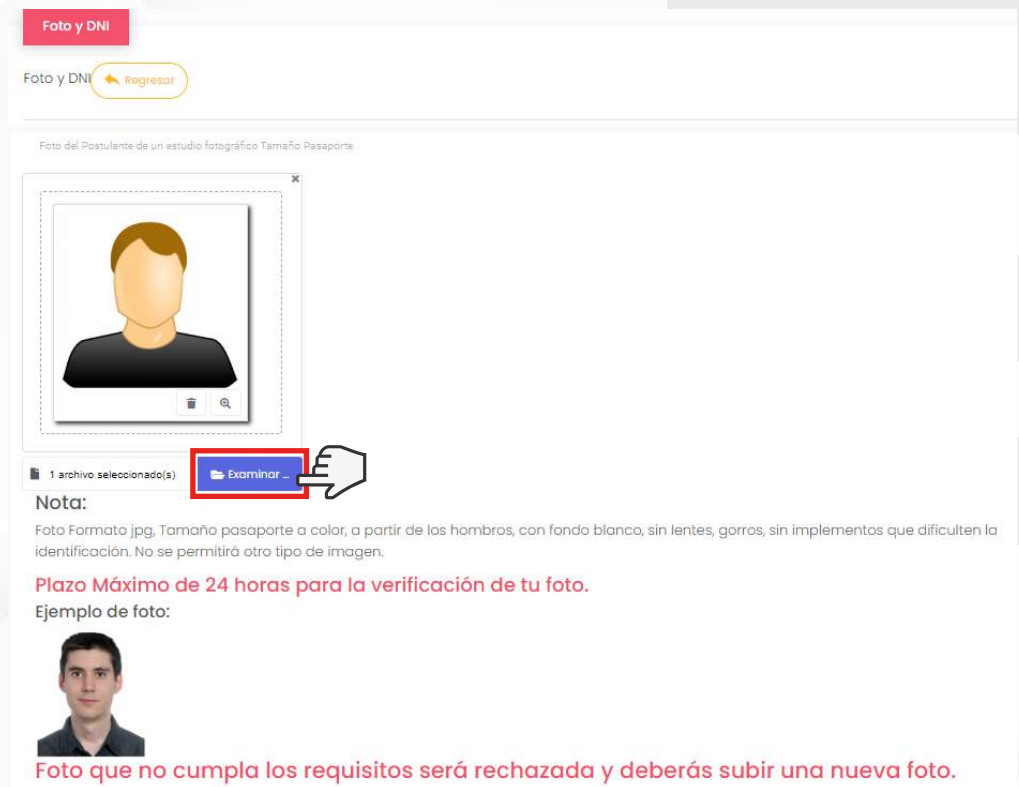 Foto y DNI
Foto y DNI Regresar
Foto del Postulante de un estudio fotográfico Tamaño Pasaporte
1 archivo seleccionado(s) Examinar ...
Nota:
Foto Formato jpg, Tamaño pasaporte a color, a partir de los hombros, con fondo blanco, sin lentes, gorros, sin implementos que dificulten la
identificación. No se permitirá otro tipo de imagen.
Plazo Máximo de 24 horas para la verificación de tu foto.
Ejemplo de foto:
Foto que no cumpla los requisitos será rechazada y deberás subir una nueva foto.